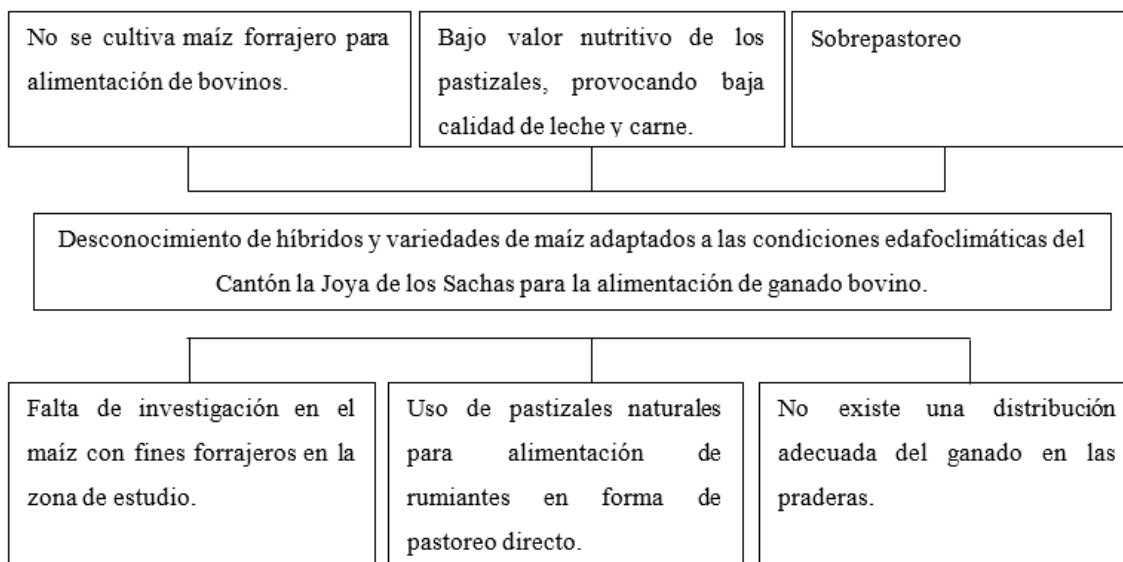 No se cultiva maíz forrajero para
alimentación de bovinos.
Bajo valor nutritivo de los
pastizales, provocando baja
calidad de leche y carne.
Sobrepastoreo
Desconocimiento de híbridos y variedades de maíz adaptados a las condiciones edafoclimáticas del
Cantón la Joya de los Sachas para la alimentación de ganado bovino.
Falta de investigación en el
maíz con fines forrajeros en la
zona de estudio.
Uso de pastizales naturales
para alimentación de
rumiantes en forma de
pastoreo directo.
No existe una distribución
adecuada del ganado en las
praderas.